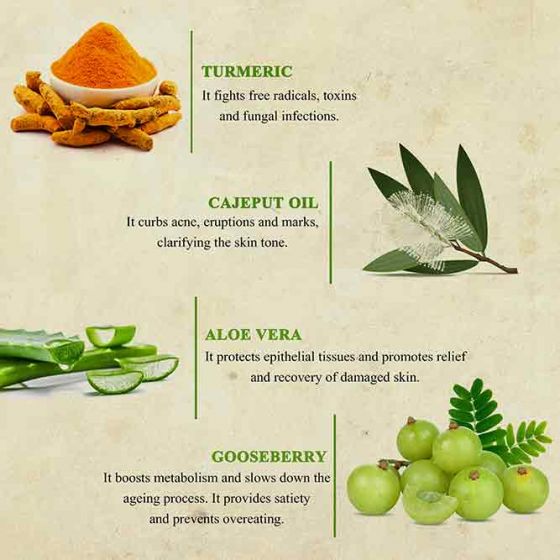 TURMERIC
It fights free radicals, toxins
and fungal infections.
CAJEPUT OIL
It curbs acne, eruptions and marks,
clarifying the skin tone.
ALOE VERA
It protects epithelial tissues and promotes relief
and recovery of damaged skin.
GOOSEBERRY
It boosts metabolism and slows down the
ageing process. It provides satiety
and prevents overeating.